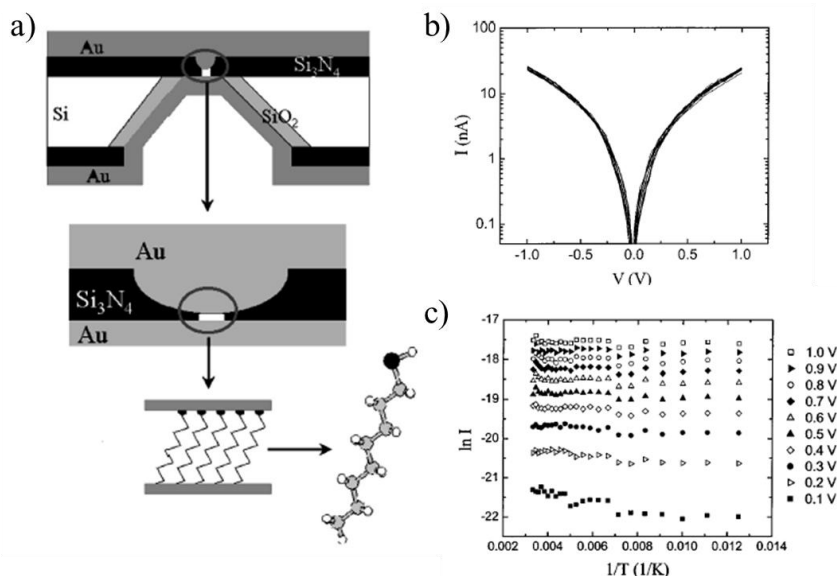 a)
Au
Si3N4
Si
SiO2
Au
Au
Si3N4
Au
b)
100
10
1
0.1
I (nA)
-1.0 -0.5 0.0 0.5 1.0
V (V)
c)
-17
-18
-19
-20
-21
-22
ln I
0.002 0.004 0.006 0.008 0.010 0.012 0.014
1/T (1/K)
1.0 V
0.9 V
0.8 V
0.7 V
0.6 V
0.5 V
0.4 V
0.3 V
0.2 V
0.1 V